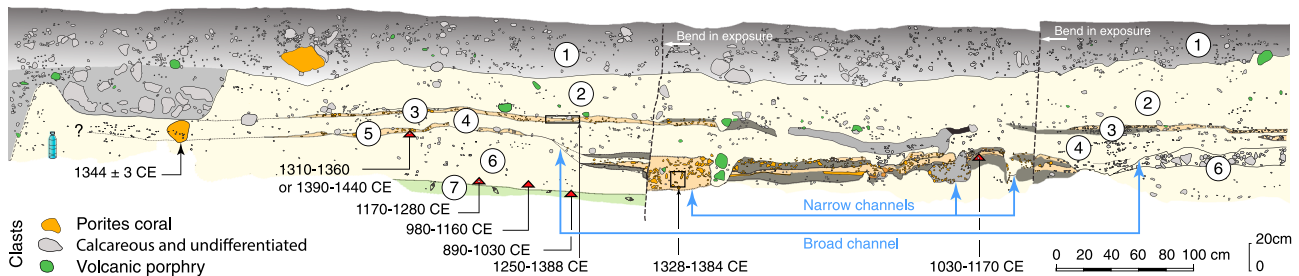 Bend in exposure
Bend in exposure
1
1
2
2
3
4
5
3
4
?
6
6
7
1344 ± 3 CE
1310-1360
or 1390-1440 CE
1170-1280 CE
980-1160 CE
890-1030 CE
1250-1388 CE
1328-1384 CE
1030-1170 CE
Narrow channels
Broad channel
Clasts
Porites coral
Calcareous and undifferentiated
Volcanic porphry
0 20 40 60 80 100 cm
20cm
0